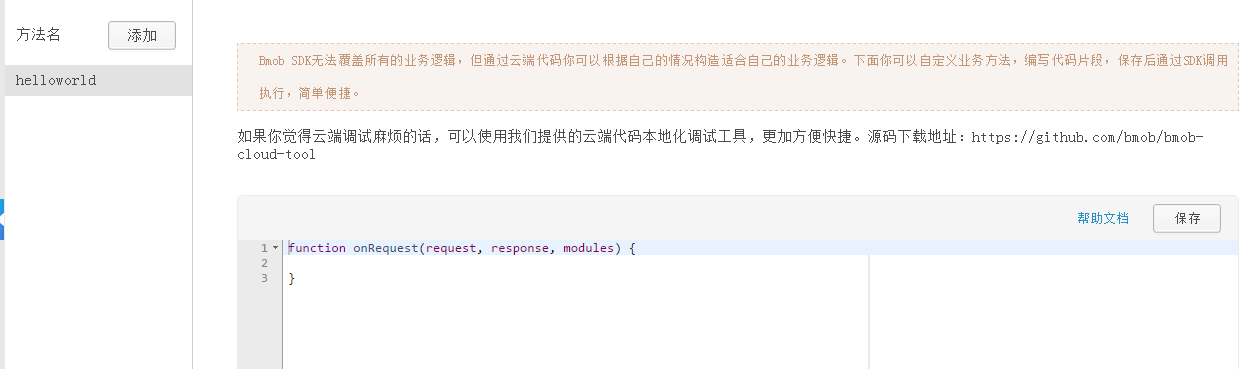 方法名
添加
helloworld
Bmob SDK无法覆盖所有的业务逻辑，但通过云端代码你可以根据自己的情况构造适合自己的业务逻辑。下面你可以自定义业务方法，编写代码片段，保存后通过SDK调用
执行，简单便捷。
如果你觉得云端调试麻烦的话，可以使用我们提供的云端代码本地化调试工具，更加方便快捷。源码下载地址：https://github.com/bmob/bmob-
cloud-tool
帮助文档
保存
1 function onRequest(request, response, modules) {
2
3 }